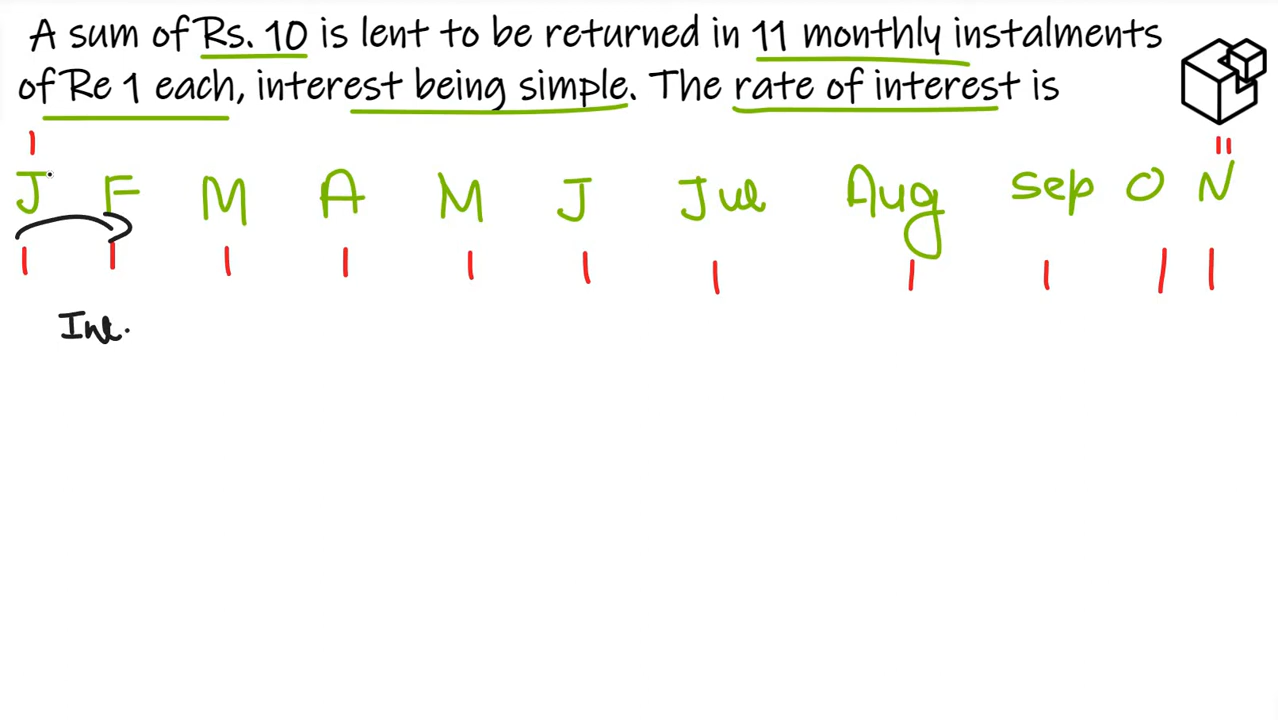 A sum of Rs. 10 is lent to be returned in 11 monthly instalments
of Re 1 each, interest being simple. The rate of interest is
1 11
J F M A M J Jul Aug Sep O N
1 1 1 1 1 1 1 1 1 1 1
Int.